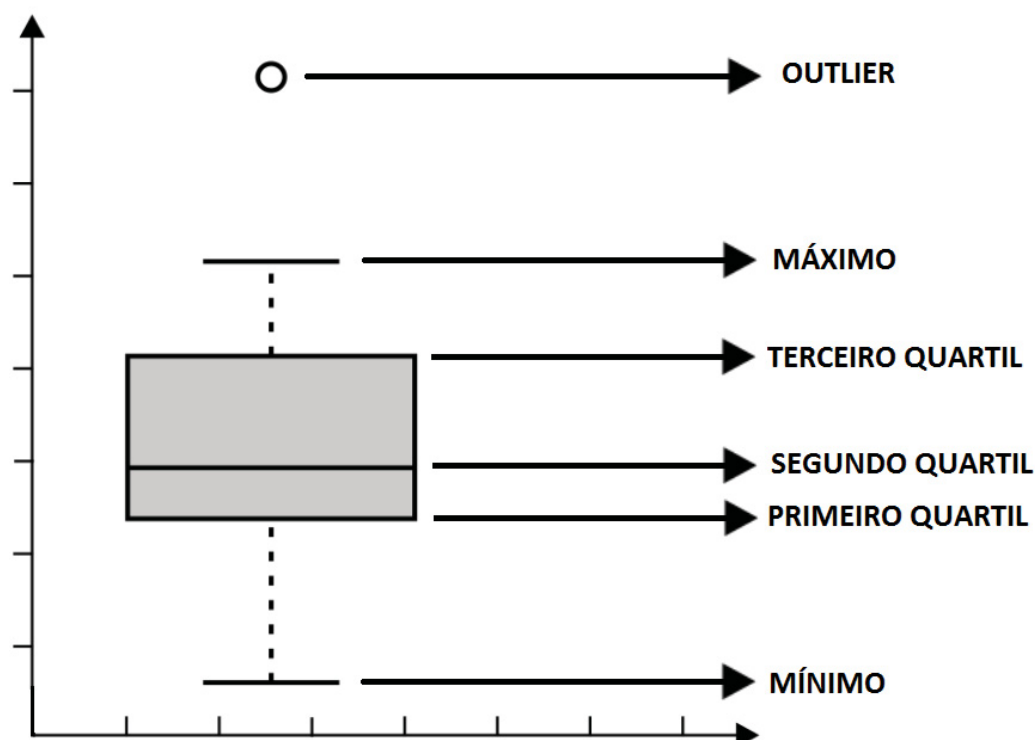 OUTLIER
MÁXIMO
TERCEIRO QUARTIL
SEGUNDO QUARTIL
PRIMEIRO QUARTIL
MÍNIMO